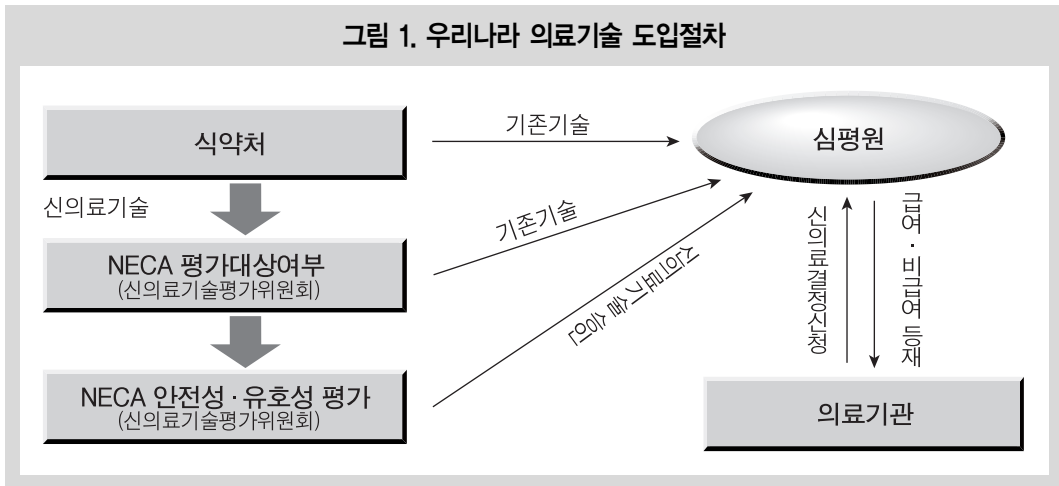 그림 1. 우리나라 의료기술 도입절차
식약처
기존기술
심평원
신의료기술
NECA 평가대상여부
(신의료기술평가위원회)
기존기술
신의료기술 승인
NECA 안전성·유호성 평가
(신의료기술평가위원회)
신의료결정신청
급여·비급여 등재
의료기관